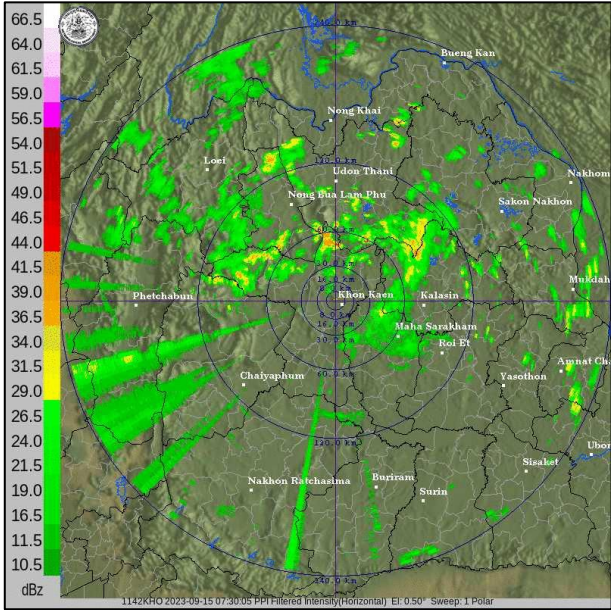 66.5
64.0
61.5
59.0
56.5
54.0
51.5
49.0
46.5
44.0
41.5
39.0
36.5
34.0
31.5
29.0
26.5
24.0
21.5
19.0
16.5
14.0
11.5
10.5
dBz
Bueng Kan
Nong Khai
Loei
Udon Thani
Nakhom
Nong Bua Lam Phu
Sakon Nakhon
Mukdah
Phetchabun
Khon Kaen
Kalasin
Maha Sarakham
Roi Et
Amnat Cha
Chaiyaphum
Yasothon
120.0 km
Ubon
Sisaket
Nakhon Ratchasima
Buriram
Surin
1142KHO 2023-09-15 07:30:05 PPI Filtered Intensity(Horizontal) El: 0.50° Sweep: 1 Polar